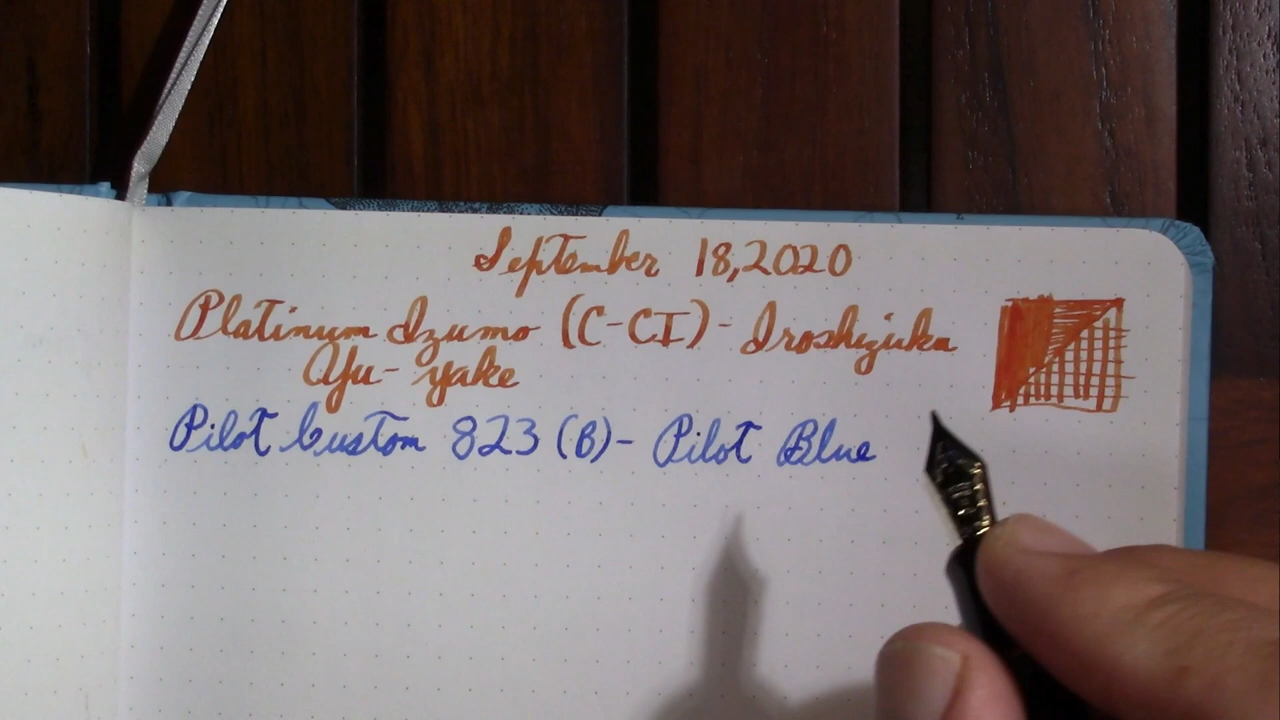 September 18,2020
Platinum Izumo (C-CI)- Iroshizuku
Yu-yake
Pilot Custom 823 (B)- Pilot Blue